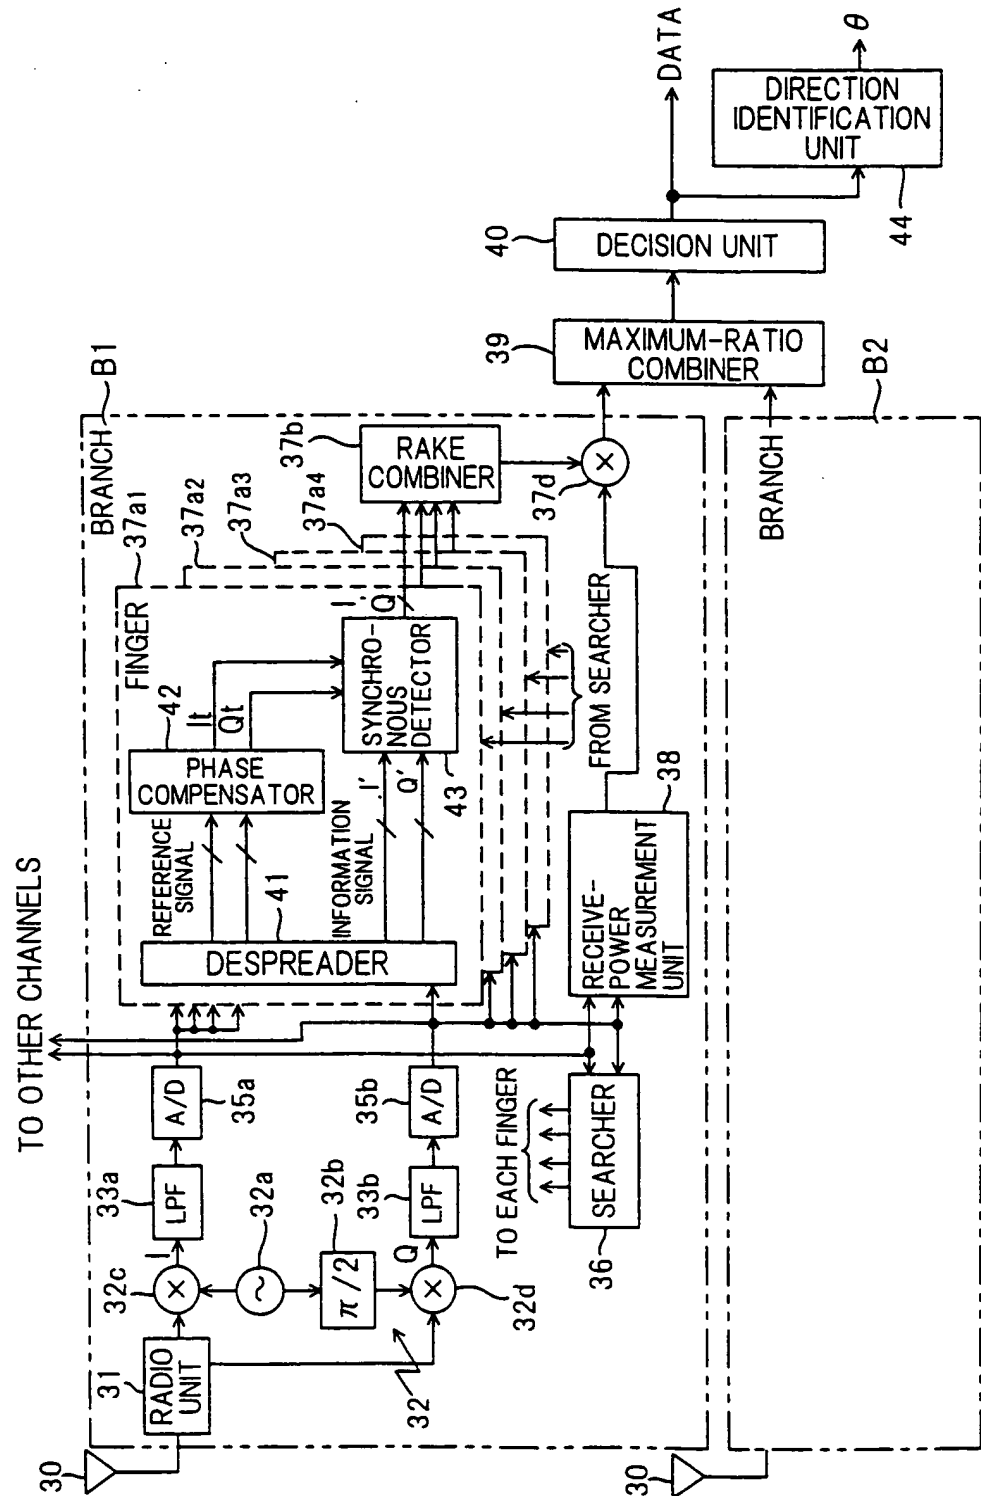 TO OTHER CHANNELS
30
31
RADIO
UNIT
32
32c
I
32a
π/2
32b
Q
32d
33a
LPF
33b
LPF
35a
A/D
35b
A/D
TO EACH FINGER
SEARCHER
36
BRANCH
B1
37a1
37a2
37a3
37a4
FINGER
DESPREADER
41
REFERENCE
SIGNAL
INFORMATION
SIGNAL
I'
Q'
PHASE
COMPENSATOR
42
It
Qt
SYNCHRO-
NOUS
DETECTOR
43
I
Q
RAKE
COMBINER
37b
FROM SEARCHER
37d
RECEIVE-
POWER
MEASUREMENT
UNIT
38
MAXIMUM-RATIO
COMBINER
39
DECISION UNIT
40
DATA
DIRECTION
IDENTIFICATION
UNIT
44
θ
30
BRANCH
B2